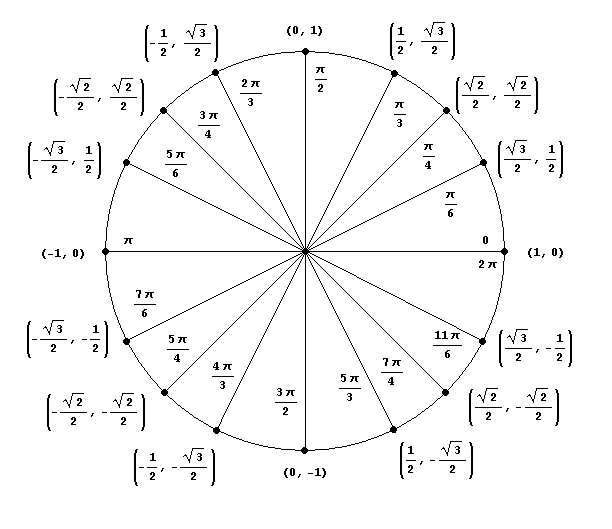 (0, 1)
(-1/2, √3/2)
(1/2, √3/2)
2π/3
π/2
π/3
(-√2/2, √2/2)
(√2/2, √2/2)
3π/4
π/4
(-√3/2, 1/2)
(√3/2, 1/2)
5π/6
π/6
(-1, 0)
π
0
2π
(1, 0)
7π/6
11π/6
(-√3/2, -1/2)
(√3/2, -1/2)
5π/4
7π/4
4π/3
3π/2
5π/3
(-√2/2, -√2/2)
(√2/2, -√2/2)
(-1/2, -√3/2)
(0, -1)
(1/2, -√3/2)